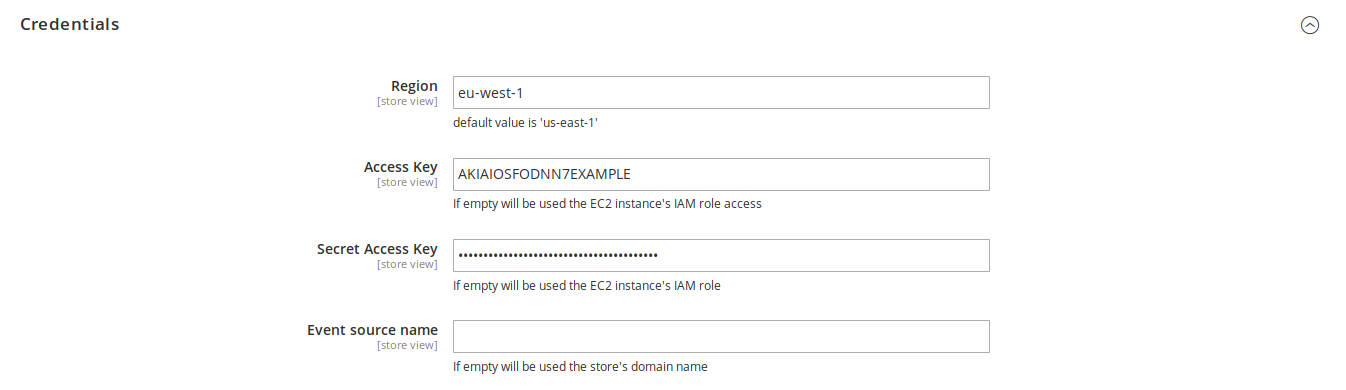 Credentials
Region
[store view]
eu-west-1
default value is 'us-east-1'
Access Key
[store view]
AKIAIOSFODNN7EXAMPLE
If empty will be used the EC2 instance's IAM role access
Secret Access Key
[store view]
••••••••••••••••••••••••••••••••••••••••
If empty will be used the EC2 instance's IAM role
Event source name
[store view]
If empty will be used the store's domain name